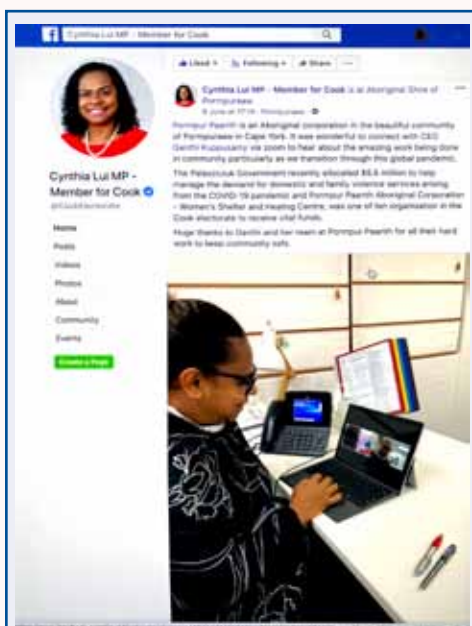 Cynthia Lui MP - Member for Cook
Liked Following Share
Cynthia Lui MP - Member for Cook is at Aboriginal Shire of
Pormpuraaw
Pormpuraaw
Pormpur Paanth is an Aboriginal corporation in the beautiful community
of Pormpuraaw in Cape York. It was wonderful to connect with CEO
Ganthi Kuppusamy via zoom to hear about the amazing work being done
in community particularly as we transition through this global pandemic.
The Palaszczuk Government recently allocated $5.5 million to help
manage the demand for domestic and family violence services arising
from the COVID-19 pandemic and Pormpur Paanth Aboriginal Corporation
- Women's Shelter and Healing Centre, was one of ten organisation in the
Cook electorate to receive vital funds.
Huge thanks to Ganthi and her team at Pormpur Paanth for all their hard
work to keep community safe.
Cynthia Lui MP -
Member for Cook
Home
Posts
Videos
Photos
About
Community
Events
Create a Page